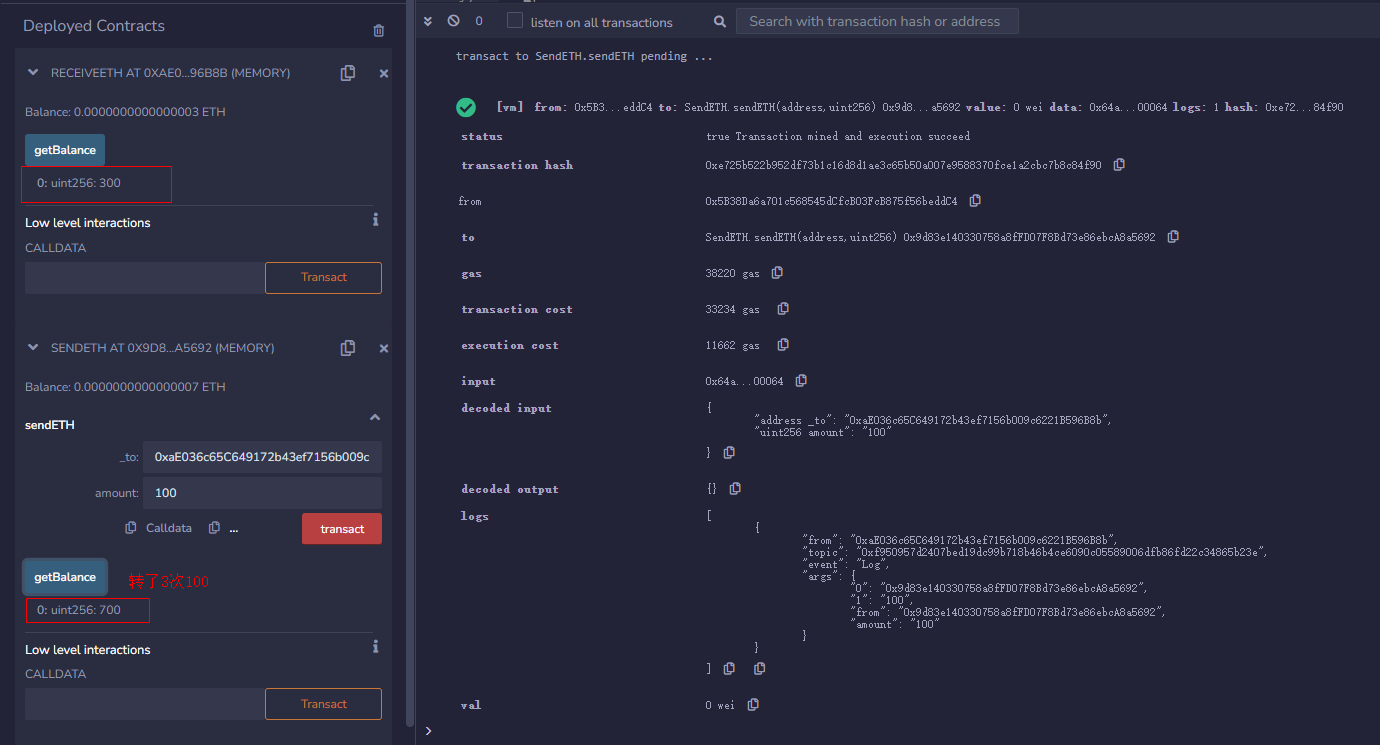 Deployed Contracts
RECEIVEETH AT 0XAE0...96B8B (MEMORY)
Balance: 0.0000000000000003 ETH
getBalance
0: uint256: 300
Low level interactions
CALLDATA
Transact
SENDETH AT 0X9D8...A5692 (MEMORY)
Balance: 0.0000000000000007 ETH
sendETH
_to: 0xaE036c65C649172b43ef7156b009c
amount: 100
Calldata ... transact
getBalance 转了3次100
0: uint256: 700
Low level interactions
CALLDATA
Transact
0 listen on all transactions Search with transaction hash or address
transact to SendETH.sendETH pending ...
[vm] from: 0x5B3...eddC4 to: SendETH.sendETH(address,uint256) 0x9d8...a5692 value: 0 wei data: 0x64a...00064 logs: 1 hash: 0xe72...84f90
status true Transaction mined and execution succeed
transaction hash 0xe725b522b952df73b1c16d8d1ae3c65b50a007e9588370fce1a2cbc7b8c84f90
from 0x5B38Da6a701c568545dCfcB03FcB875f56beddC4
to SendETH.sendETH(address,uint256) 0x9d83e140330758a8fFD07F8Bd73e86ebcA8a5692
gas 38220 gas
transaction cost 33234 gas
execution cost 11662 gas
input 0x64a...00064
decoded input {
"address _to": "0xaE036c65C649172b43ef7156b009c6221B596B8b",
"uint256 amount": "100"
}
decoded output {}
logs [
{
"from": "0xaE036c65C649172b43ef7156b009c6221B596B8b",
"topic": "0xf950957d2407bed19dc99b718b46b4ce6090c05589006dfb86fd22c34865b23e",
"event": "Log",
"args": {
"0": "0x9d83e140330758a8fFD07F8Bd73e86ebcA8a5692",
"1": "100",
"from": "0x9d83e140330758a8fFD07F8Bd73e86ebcA8a5692",
"amount": "100"
}
}
]
val 0 wei
>